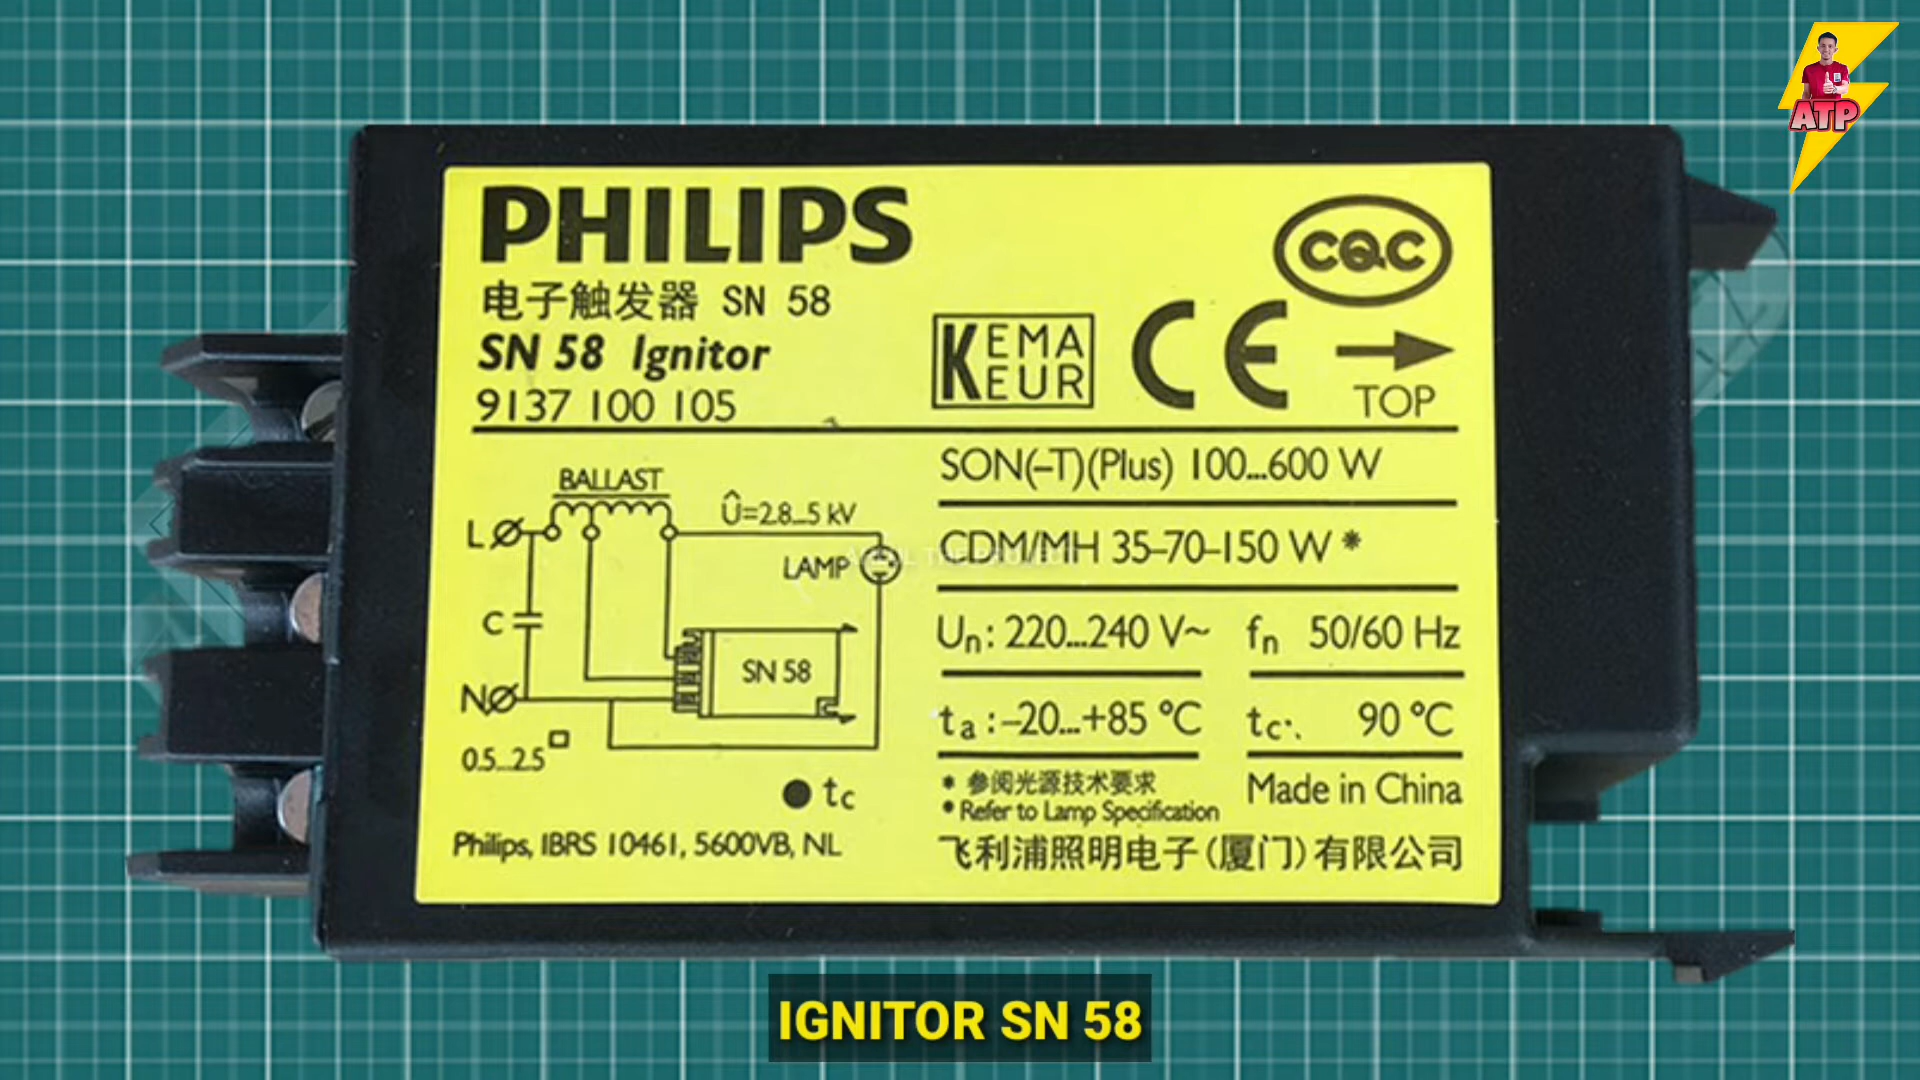 ATP
PHILIPS
CQC
电子触发器 SN 58
SN 58 Ignitor
9137 100 105
KEMA
KEUR
CE
TOP
SON(-T)(Plus) 100...600 W
CDM/MH 35-70-150 W *
Un: 220...240 V~ fn 50/60 Hz
ta :-20...+85 °C tc:. 90 °C
* 参阅光源技术要求
* Refer to Lamp Specification
Made in China
飞利浦照明电子(厦门)有限公司
BALLAST
Û=2.8...5 kV
L
LAMP
C
SN 58
N
0.5...2.5
tc
Philips, IBRS 10461, 5600VB, NL
IGNITOR SN 58